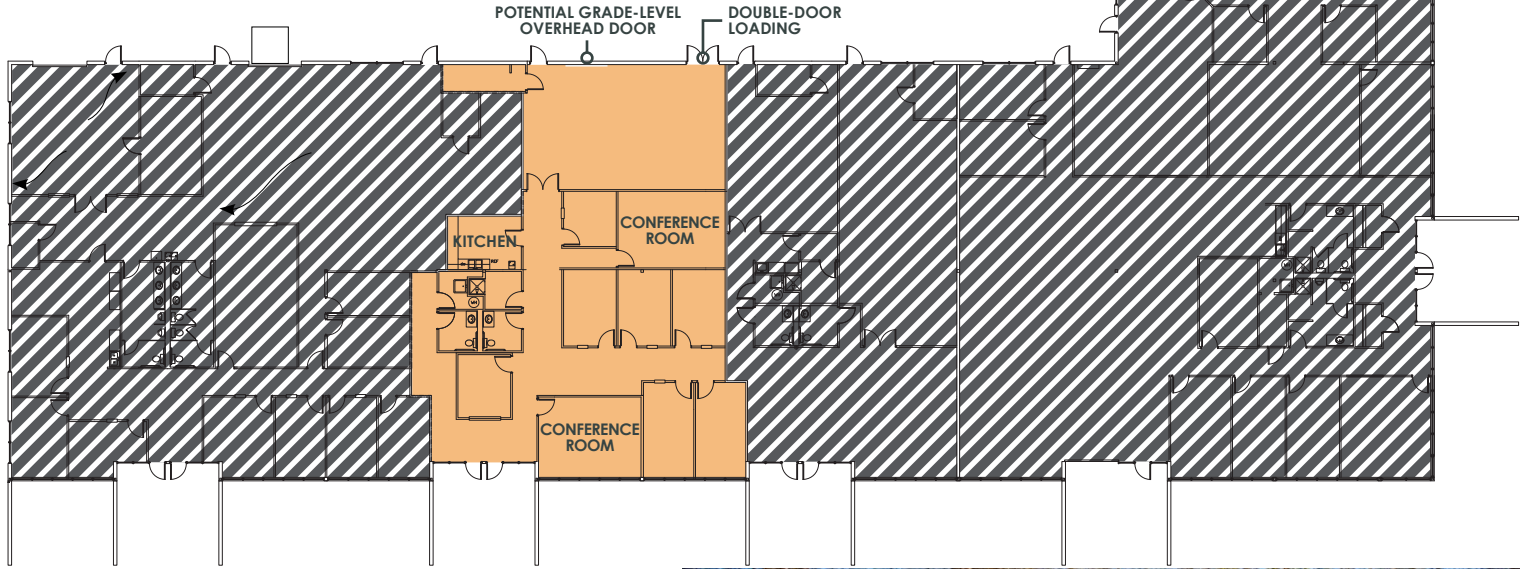 POTENTIAL GRADE-LEVEL
OVERHEAD DOOR
DOUBLE-DOOR
LOADING
CONFERENCE
ROOM
KITCHEN
CONFERENCE
ROOM